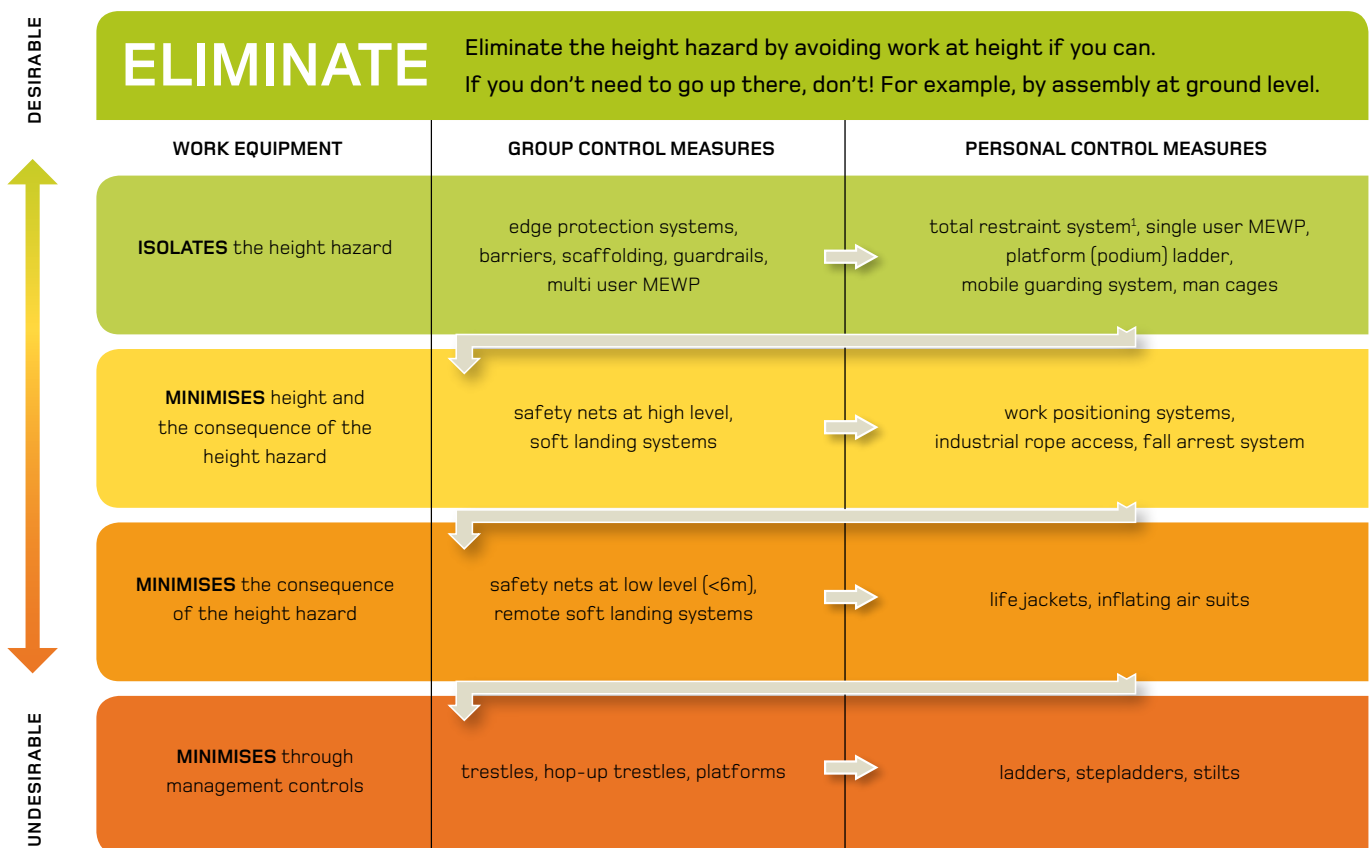 DESIRABLE
ELIMINATE
Eliminate the height hazard by avoiding work at height if you can.
If you don't need to go up there, don't! For example, by assembly at ground level.
WORK EQUIPMENT
GROUP CONTROL MEASURES
PERSONAL CONTROL MEASURES
ISOLATES the height hazard
edge protection systems,
barriers, scaffolding, guardrails,
multi user MEWP
total restraint system¹, single user MEWP,
platform (podium) ladder,
mobile guarding system, man cages
MINIMISES height and
the consequence of the
height hazard
safety nets at high level,
soft landing systems
work positioning systems,
industrial rope access, fall arrest system
MINIMISES the consequence
of the height hazard
safety nets at low level (<6m),
remote soft landing systems
life jackets, inflating air suits
MINIMISES through
management controls
trestles, hop-up trestles, platforms
ladders, stepladders, stilts
UNDESIRABLE